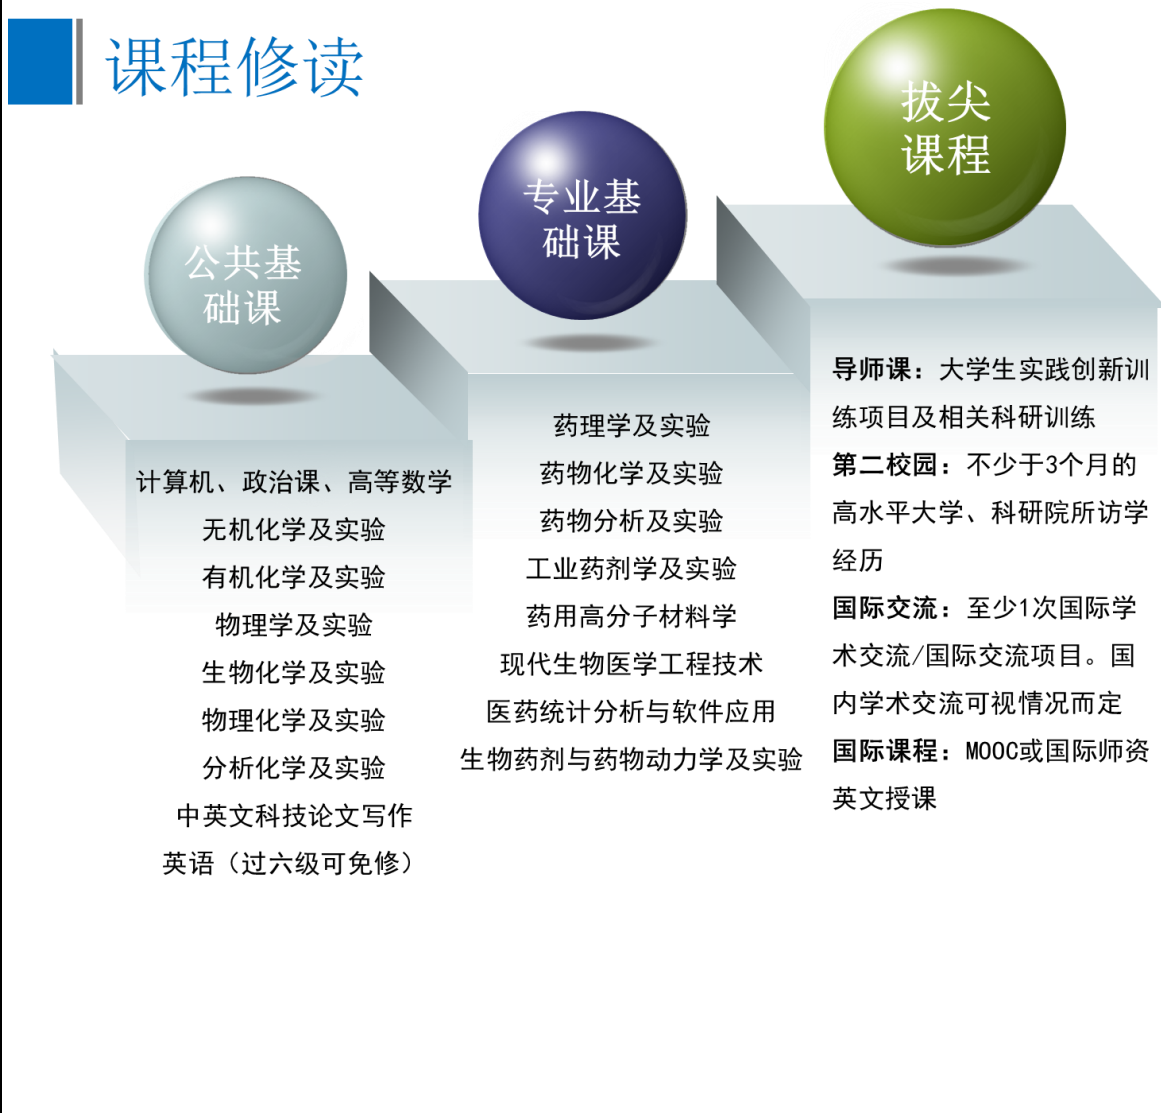 课程修读
公共基
础课
计算机、政治课、高等数学
无机化学及实验
有机化学及实验
物理学及实验
生物化学及实验
物理化学及实验
分析化学及实验
中英文科技论文写作
英语（过六级可免修）
专业基
础课
药理学及实验
药物化学及实验
药物分析及实验
工业药剂学及实验
药用高分子材料学
现代生物医学工程技术
医药统计分析与软件应用
生物药剂与药物动力学及实验
拔尖
课程
导师课：大学生实践创新训
练项目及相关科研训练
第二校园：不少于3个月的
高水平大学、科研院所访学
经历
国际交流：至少1次国际学
术交流/国际交流项目。国
内学术交流可视情况而定
国际课程：MOOC或国际师资
英文授课